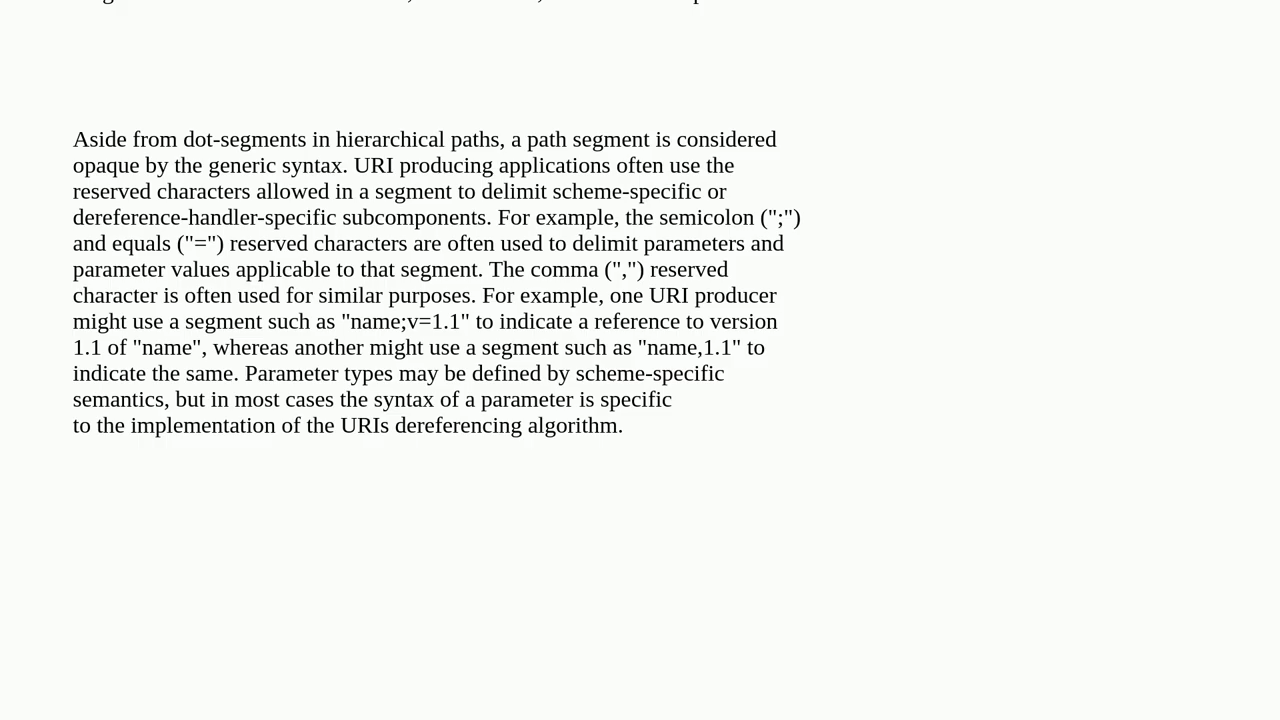 Aside from dot-segments in hierarchical paths, a path segment is considered
opaque by the generic syntax. URI producing applications often use the
reserved characters allowed in a segment to delimit scheme-specific or
dereference-handler-specific subcomponents. For example, the semicolon (";")
and equals ("=") reserved characters are often used to delimit parameters and
parameter values applicable to that segment. The comma (",") reserved
character is often used for similar purposes. For example, one URI producer
might use a segment such as "name;v=1.1" to indicate a reference to version
1.1 of "name", whereas another might use a segment such as "name,1.1" to
indicate the same. Parameter types may be defined by scheme-specific
semantics, but in most cases the syntax of a parameter is specific
to the implementation of the URIs dereferencing algorithm.